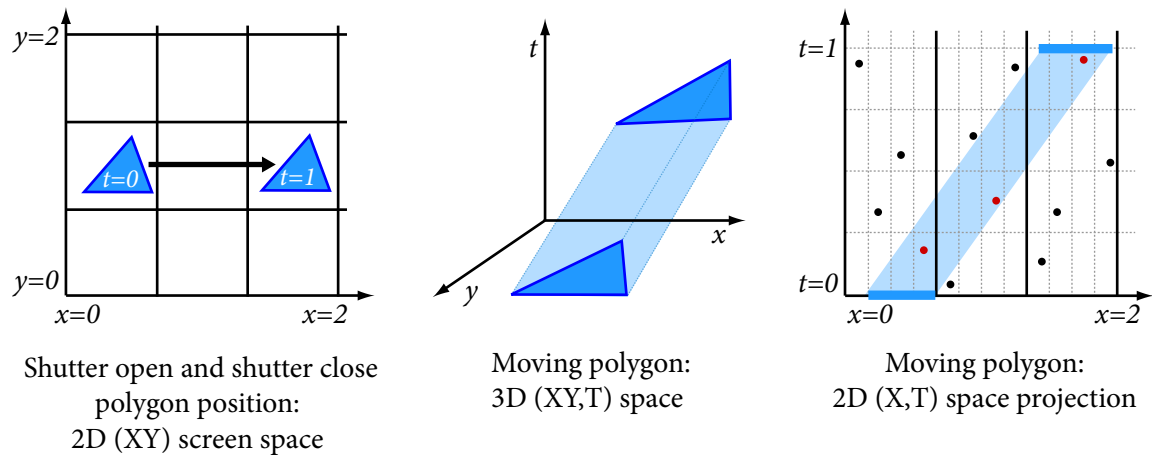 y=2
t=0
t=1
y=0
x=0
x=2
Shutter open and shutter close
polygon position:
2D (XY) screen space
t
x
y
Moving polygon:
3D (XY,T) space
t=1
t=0
x=0
x=2
Moving polygon:
2D (X,T) space projection